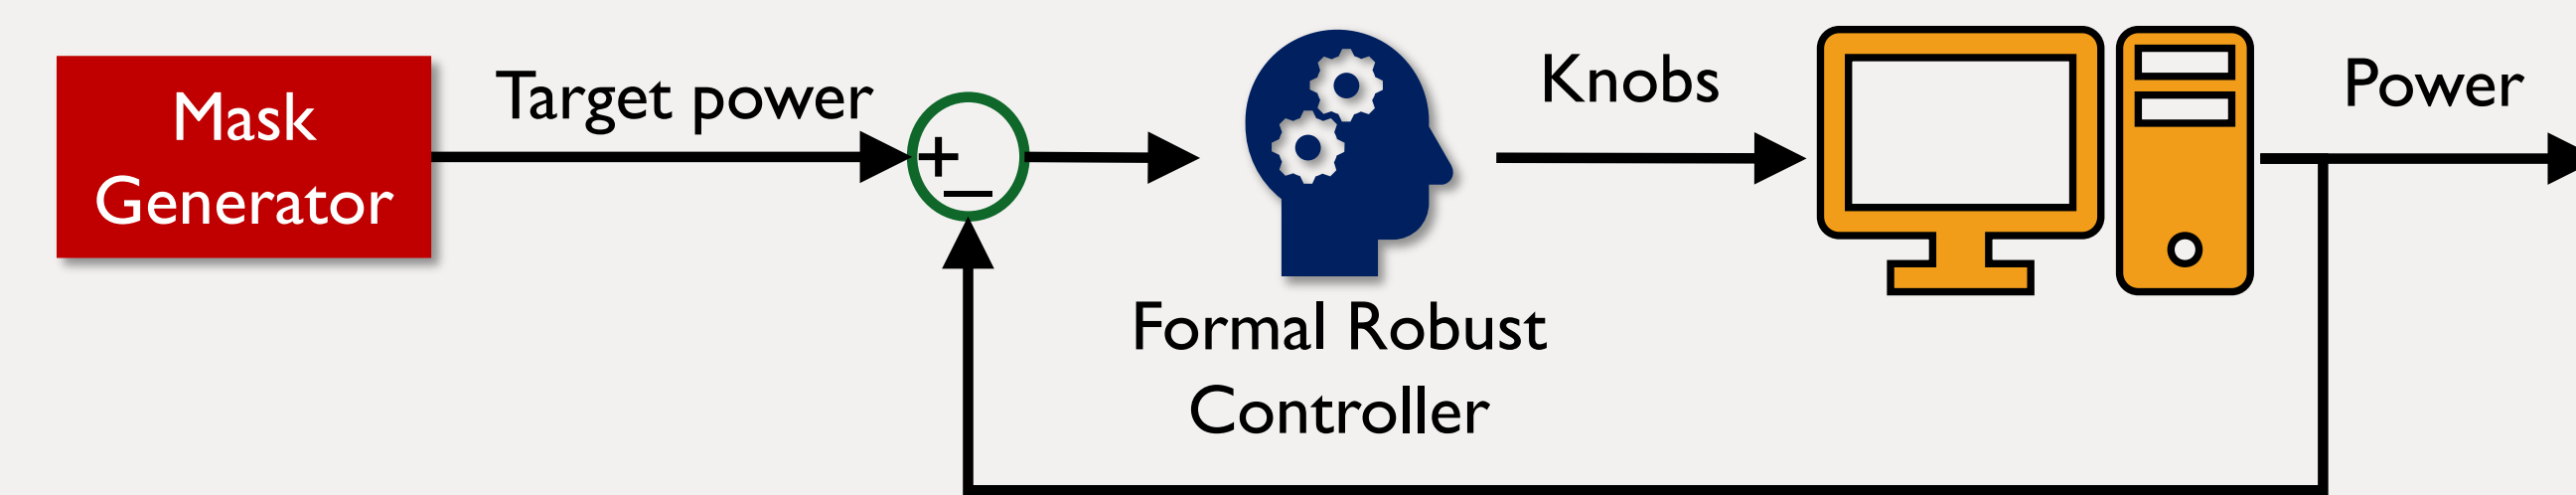 Mask
Generator
Target power
+
–
Formal Robust
Controller
Knobs
Power